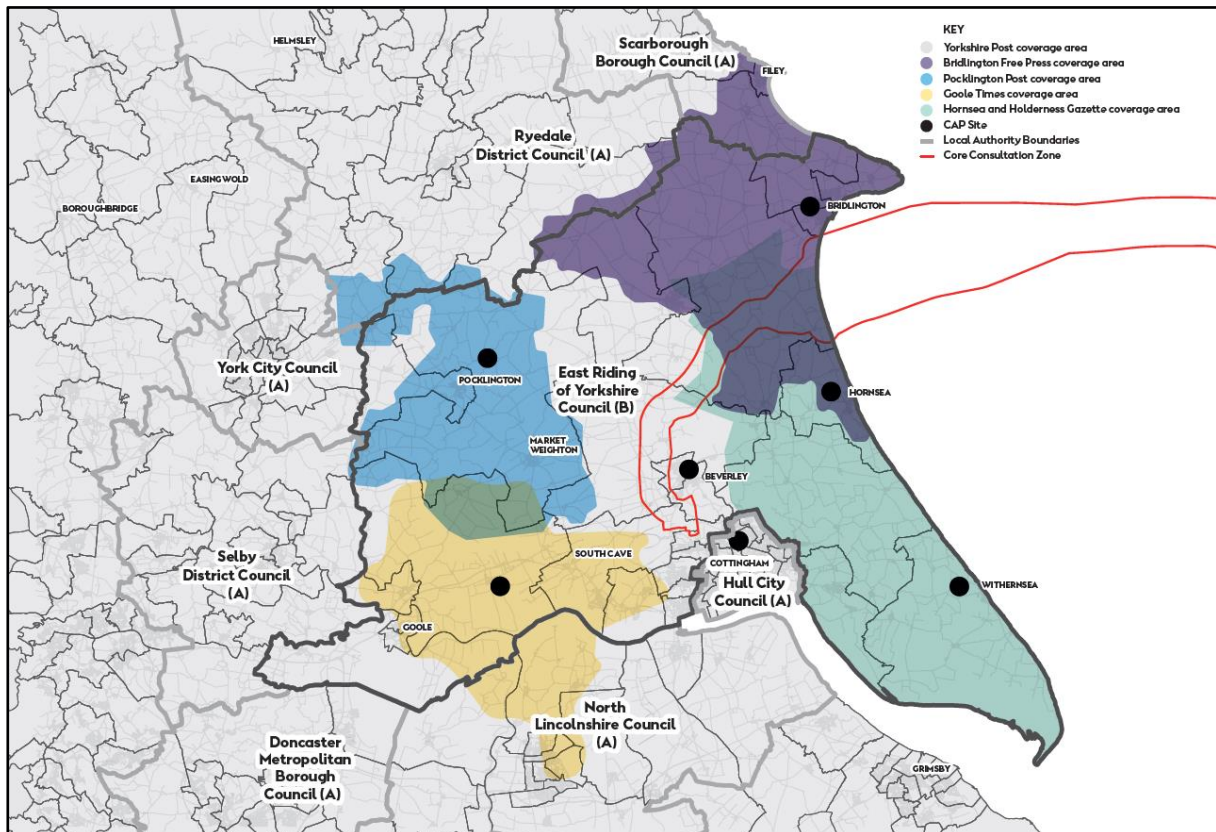 KEY
Yorkshire Post coverage area
Bridlington Free Press coverage area
Pocklington Post coverage area
Goole Times coverage area
Hornsea and Holderness Gazette coverage area
CAP Site
Local Authority Boundaries
Core Consultation Zone
HELMSLEY
Scarborough
Borough Council (A)
FILEY
Ryedale
District Council (A)
EASINGWOLD
BOROUGHBRIDGE
BRIDLINGTON
York City Council
(A)
POCKLINGTON
East Riding
of Yorkshire
Council (B)
HORNSEA
MARKET
WEIGHTON
BEVERLEY
Selby
District Council
(A)
SOUTH CAVE
COTTINGHAM
Hull City
Council (A)
WITHERNSEA
GOOLE
North
Lincolnshire Council
(A)
Doncaster
Metropolitan
Borough
Council (A)
GRIMSBY